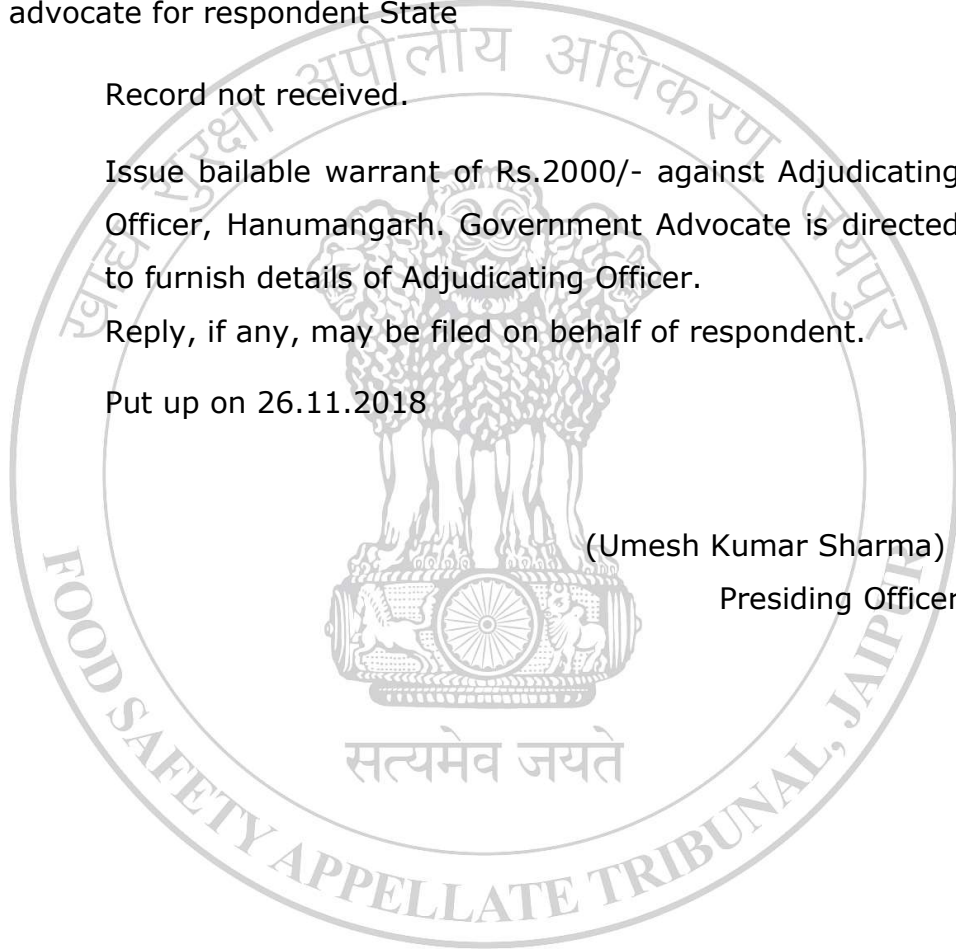 advocate for respondent State
Record not received.
Issue bailable warrant of Rs.2000/- against Adjudicating
Officer, Hanumangarh. Government Advocate is directed
to furnish details of Adjudicating Officer.
Reply, if any, may be filed on behalf of respondent.
Put up on 26.11.2018
(Umesh Kumar Sharma)
Presiding Officer
खाद्य सुरक्षा अपीलीय अधिकरण जयपुर
सत्यमेव जयते
FOOD SAFETY APPELLATE TRIBUNAL, JAIPUR